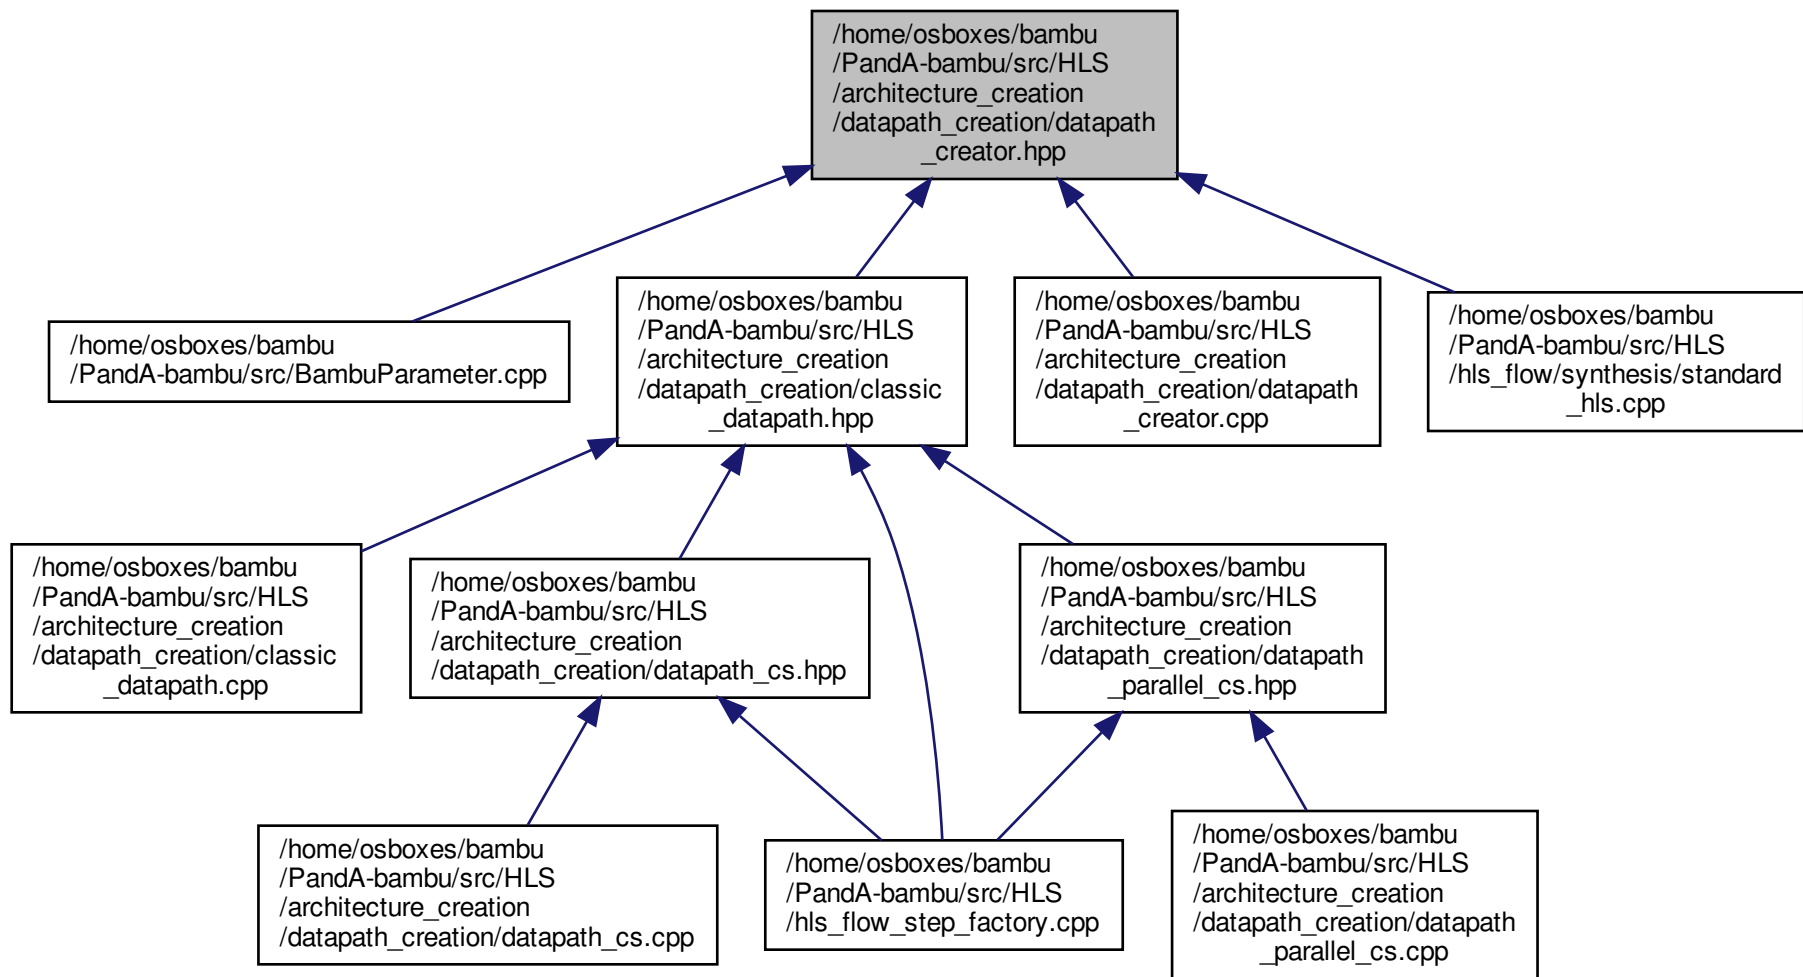 /home/osboxes/bambu
/PandA-bambu/src/HLS
/architecture_creation
/datapath_creation/datapath
_creator.hpp
/home/osboxes/bambu
/PandA-bambu/src/BambuParameter.cpp
/home/osboxes/bambu
/PandA-bambu/src/HLS
/architecture_creation
/datapath_creation/classic
_datapath.hpp
/home/osboxes/bambu
/PandA-bambu/src/HLS
/architecture_creation
/datapath_creation/datapath
_creator.cpp
/home/osboxes/bambu
/PandA-bambu/src/HLS
/hls_flow/synthesis/standard
_hls.cpp
/home/osboxes/bambu
/PandA-bambu/src/HLS
/architecture_creation
/datapath_creation/classic
_datapath.cpp
/home/osboxes/bambu
/PandA-bambu/src/HLS
/architecture_creation
/datapath_creation/datapath_cs.hpp
/home/osboxes/bambu
/PandA-bambu/src/HLS
/architecture_creation
/datapath_creation/datapath
_parallel_cs.hpp
/home/osboxes/bambu
/PandA-bambu/src/HLS
/architecture_creation
/datapath_creation/datapath_cs.cpp
/home/osboxes/bambu
/PandA-bambu/src/HLS
/hls_flow_step_factory.cpp
/home/osboxes/bambu
/PandA-bambu/src/HLS
/architecture_creation
/datapath_creation/datapath
_parallel_cs.cpp